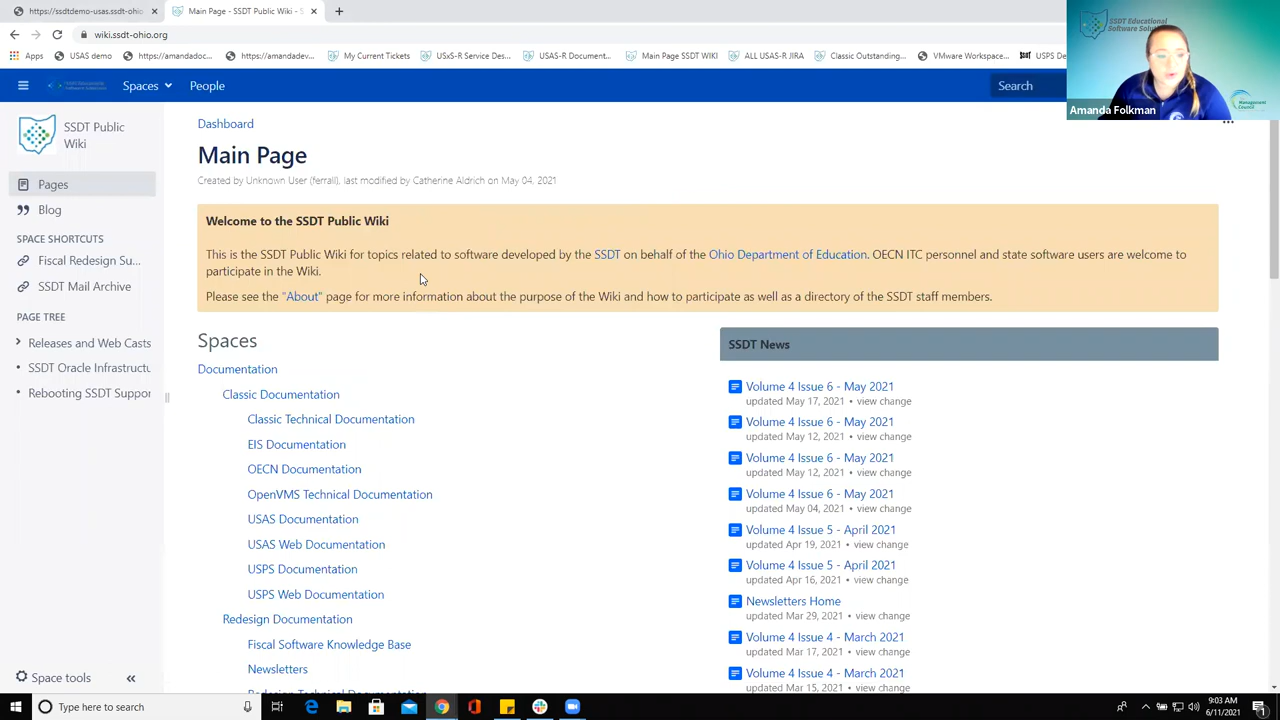 https://ssdtdemo-usas.ssdt-ohio
Main Page - SSDT Public Wiki - S
wiki.ssdt-ohio.org
Apps
USAS demo
https://amandadoc...
https://amandadev...
My Current Tickets
USxS-R Service Des...
USAS-R Document...
Main Page SSDT WIKI
ALL USAS-R JIRA
Classic Outstanding...
VMware Workspace...
USPS De
Spaces
People
Search
Amanda Folkman
Management
Council
SSDT Public
Wiki
Pages
Blog
SPACE SHORTCUTS
Fiscal Redesign Su...
SSDT Mail Archive
PAGE TREE
Releases and Web Casts
SSDT Oracle Infrastructu
Rebooting SSDT Suppor
Space tools
Dashboard
Main Page
Created by Unknown User (ferrall), last modified by Catherine Aldrich on May 04, 2021
Welcome to the SSDT Public Wiki
This is the SSDT Public Wiki for topics related to software developed by the SSDT on behalf of the Ohio Department of Education. OECN ITC personnel and state software users are welcome to
participate in the Wiki.
Please see the "About" page for more information about the purpose of the Wiki and how to participate as well as a directory of the SSDT staff members.
Spaces
Documentation
Classic Documentation
Classic Technical Documentation
EIS Documentation
OECN Documentation
OpenVMS Technical Documentation
USAS Documentation
USAS Web Documentation
USPS Documentation
USPS Web Documentation
Redesign Documentation
Fiscal Software Knowledge Base
Newsletters
Redesign Technical Documentation
SSDT News
Volume 4 Issue 6 - May 2021
updated May 17, 2021 • view change
Volume 4 Issue 6 - May 2021
updated May 12, 2021 • view change
Volume 4 Issue 6 - May 2021
updated May 12, 2021 • view change
Volume 4 Issue 6 - May 2021
updated May 04, 2021 • view change
Volume 4 Issue 5 - April 2021
updated Apr 19, 2021 • view change
Volume 4 Issue 5 - April 2021
updated Apr 16, 2021 • view change
Newsletters Home
updated Mar 29, 2021 • view change
Volume 4 Issue 4 - March 2021
updated Mar 17, 2021 • view change
Volume 4 Issue 4 - March 2021
updated Mar 15, 2021 • view change
Type here to search
9:03 AM
6/11/2021